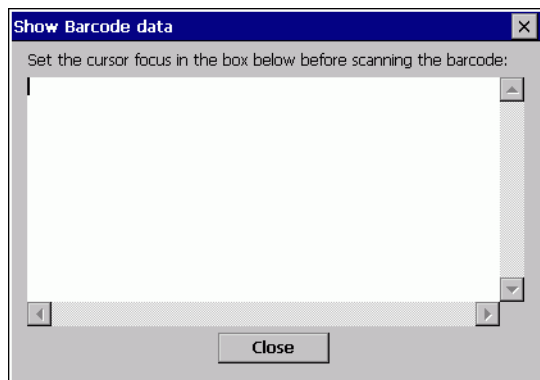 Show Barcode data
Set the cursor focus in the box below before scanning the barcode:
Close